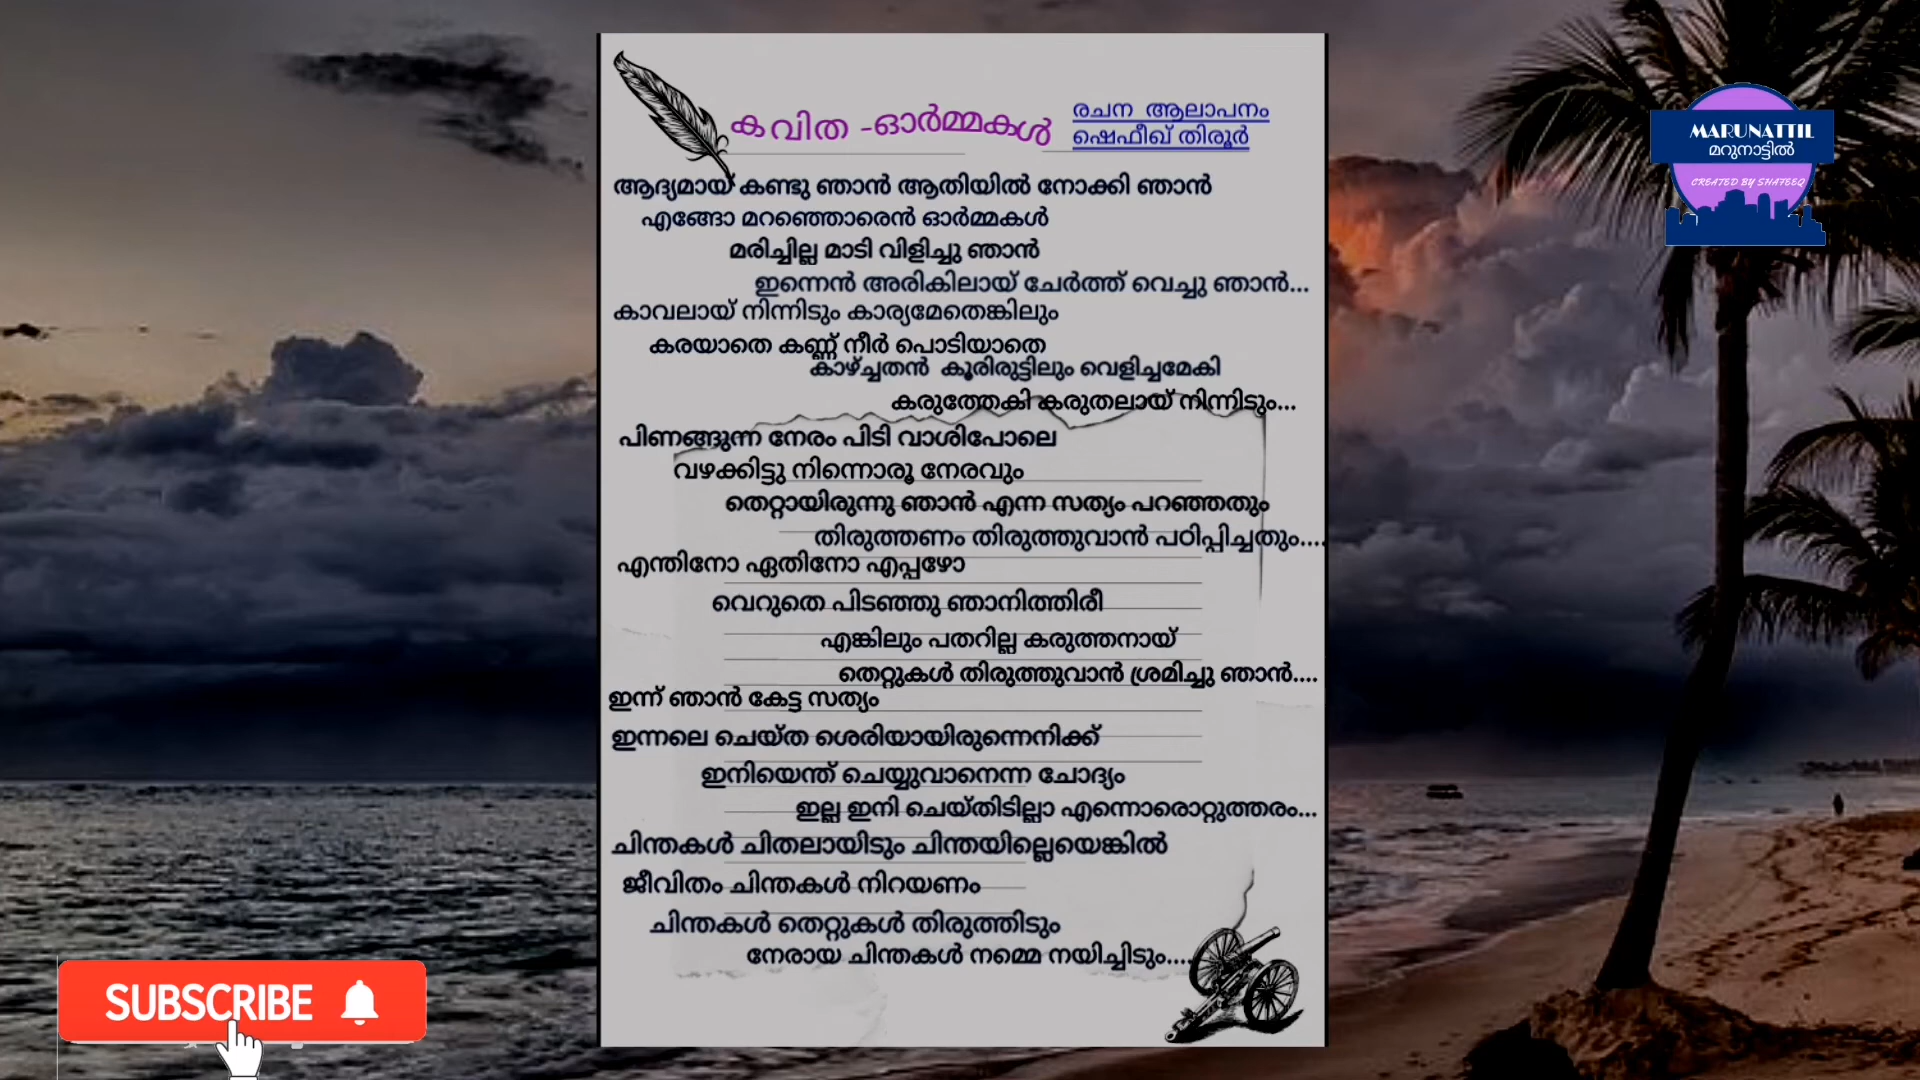 കവിത -ഓർമ്മകൾ
രചന ആലാപനം
ഷെഫീഖ് തിരൂർ
ആദ്യമായ് കണ്ടു ഞാൻ ആതിയിൽ നോക്കി ഞാൻ
എങ്ങോ മറഞ്ഞൊരെൻ ഓർമ്മകൾ
മരിച്ചില്ല മാടി വിളിച്ചു ഞാൻ
ഇന്നെൻ അരികിലായ് ചേർത്ത് വെച്ചു ഞാൻ...
കാവലായ് നിന്നിടും കാര്യമേതെങ്കിലും
കരയാതെ കണ്ണ് നീർ പൊടിയാതെ
കാഴ്ച്ചതൻ കൂരിരുട്ടിലും വെളിച്ചമേകി
കരുത്തേകി കരുതലായ് നിന്നിടും...
പിണങ്ങുന്ന നേരം പിടി വാശിപോലെ
വഴക്കിട്ടു നിന്നൊരൂ നേരവും
തെറ്റായിരുന്നു ഞാൻ എന്ന സത്യം പറഞ്ഞതും
തിരുത്തണം തിരുത്തുവാൻ പഠിപ്പിച്ചതും....
എന്തിനോ ഏതിനോ എപ്പഴോ
വെറുതെ പിടഞ്ഞു ഞാനിത്തിരീ
എങ്കിലും പതറില്ല കരുത്തനായ്
തെറ്റുകൾ തിരുത്തുവാൻ ശ്രമിച്ചു ഞാൻ....
ഇന്ന് ഞാൻ കേട്ട സത്യം
ഇന്നലെ ചെയ്ത ശെരിയായിരുന്നെനിക്ക്
ഇനിയെന്ത് ചെയ്യുവാനെന്ന ചോദ്യം
ഇല്ല ഇനി ചെയ്തിടില്ലാ എന്നൊരൊറ്റുത്തരം...
ചിന്തകൾ ചിതലായിടും ചിന്തയില്ലെയെങ്കിൽ
ജീവിതം ചിന്തകൾ നിറയണം
ചിന്തകൾ തെറ്റുകൾ തിരുത്തിടും
നേരായ ചിന്തകൾ നമ്മെ നയിച്ചിടും....
MARUNATTIL
മറുനാട്ടിൽ
CREATED BY SHAFEEQ
SUBSCRIBE